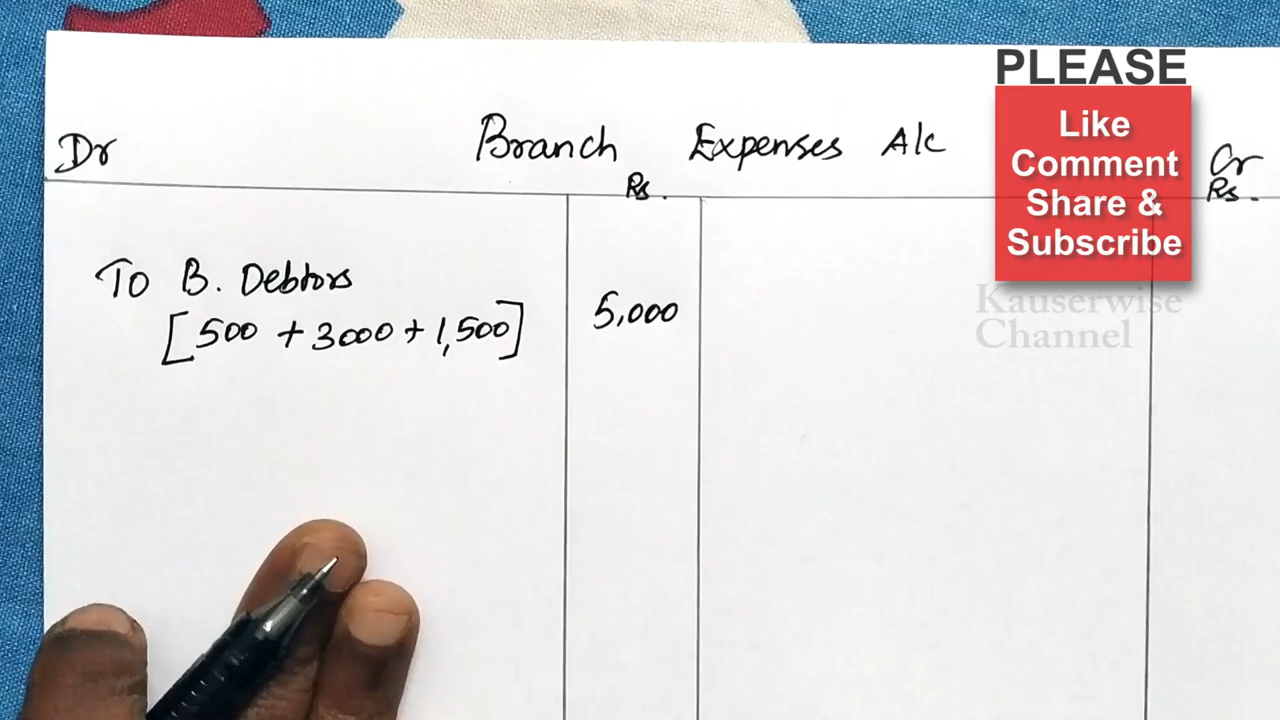 PLEASE
Like
Comment
Share &
Subscribe
Dr Branch Expenses A/c Cr
Rs. Rs.
To B. Debtors
[500 + 3000 + 1,500] 5,000
Kauserwise
Channel